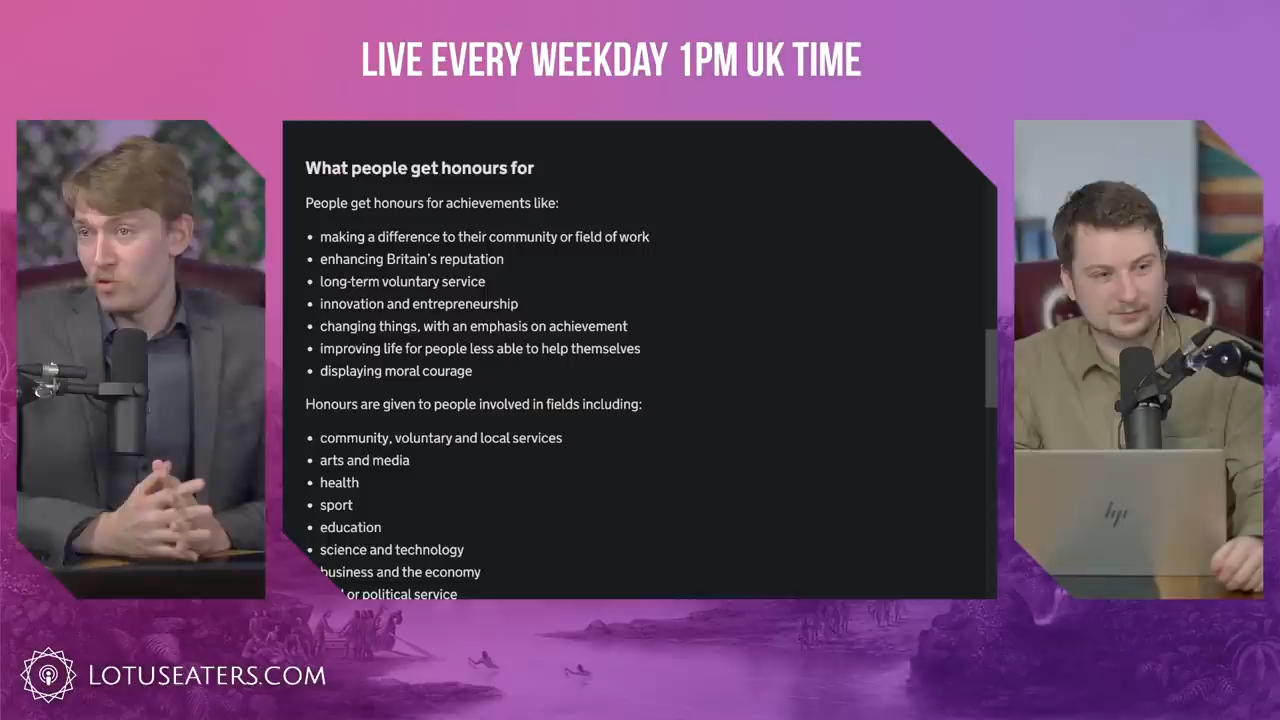 LIVE EVERY WEEKDAY 1PM UK TIME
What people get honours for
People get honours for achievements like:
• making a difference to their community or field of work
• enhancing Britain's reputation
• long-term voluntary service
• innovation and entrepreneurship
• changing things, with an emphasis on achievement
• improving life for people less able to help themselves
• displaying moral courage
Honours are given to people involved in fields including:
• community, voluntary and local services
• arts and media
• health
• sport
• education
• science and technology
business and the economy
or political service
hp
LOTUSEATERS.COM